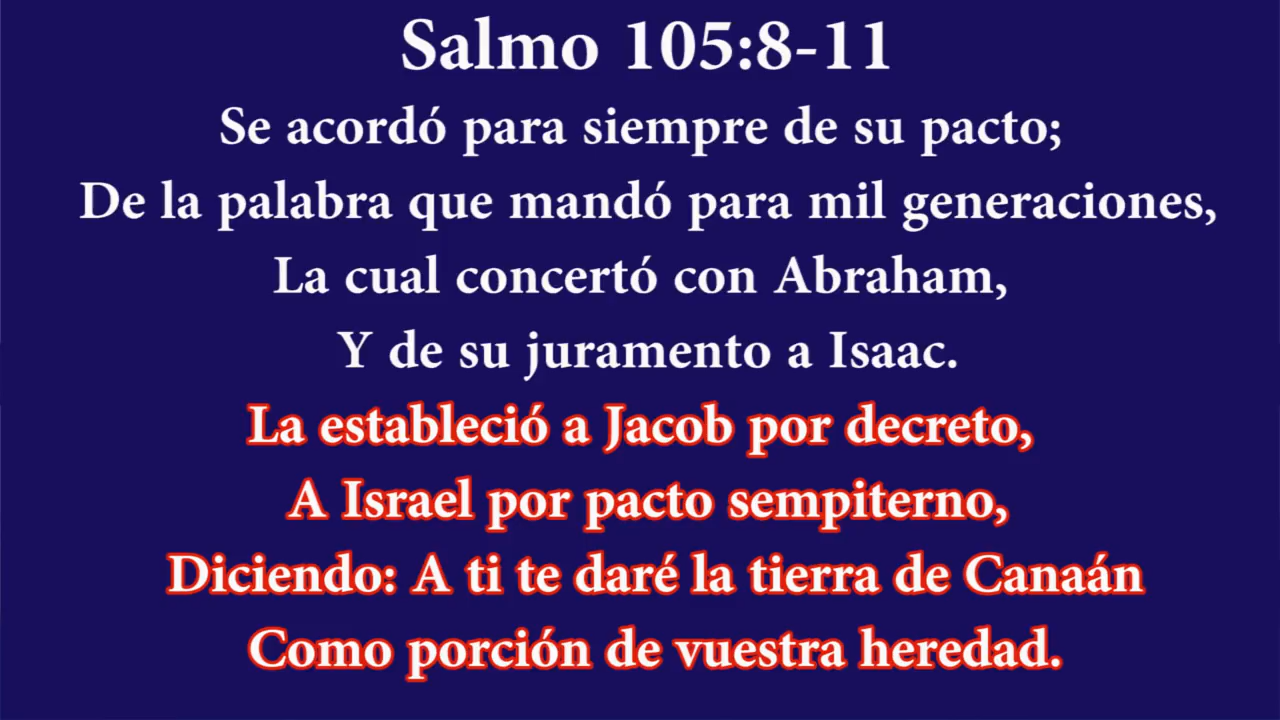 Salmo 105:8-11
Se acordó para siempre de su pacto;
De la palabra que mandó para mil generaciones,
La cual concertó con Abraham,
Y de su juramento a Isaac.
La estableció a Jacob por decreto,
A Israel por pacto sempiterno,
Diciendo: A ti te daré la tierra de Canaán
Como porción de vuestra heredad.